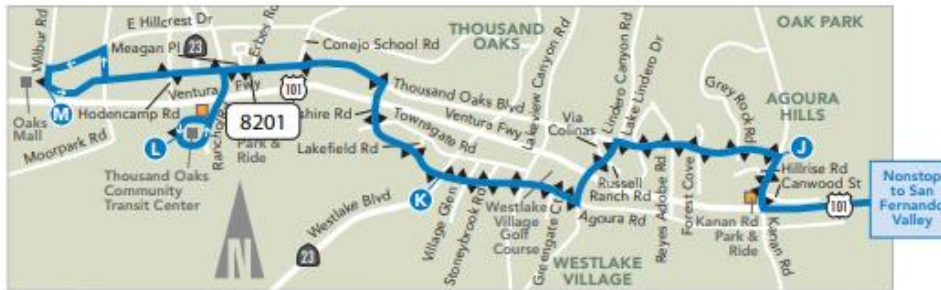 Wilbur Rd
E Hillcrest Dr
Meagan Pl
23
Erbes Rd
Conejo School Rd
THOUSAND
OAKS
Lakeview Canyon Rd
Lindero Canyon Rd
Lake Lindero Dr
OAK PARK
Grey Rock Rd
AGOURA
HILLS
Oaks
Mall
M
Hodencamp Rd
Ventura
Fwy
101
Moorpark Rd
L
Rancho Rd
Park
& Ride
8201
Thousand Oaks
Community
Transit Center
N
shire Rd
Lakefield Rd
Thousand Oaks Blvd
Townsgate Rd
Ventura Fwy
Westlake Blvd
23
K
Village Glen
Stoneybrook Rd
Westlake
Village
Golf
Course
Greengate Ct
Via
Colinas
Russell
Ranch Rd
Agoura Rd
WESTLAKE
VILLAGE
Reyes Adobe Rd
Forest Cove
J
Hillrise Rd
Canwood St
Kanan Rd
Park &
Ride
Kanan Rd
101
Nonstop
to San
Fernando
Valley